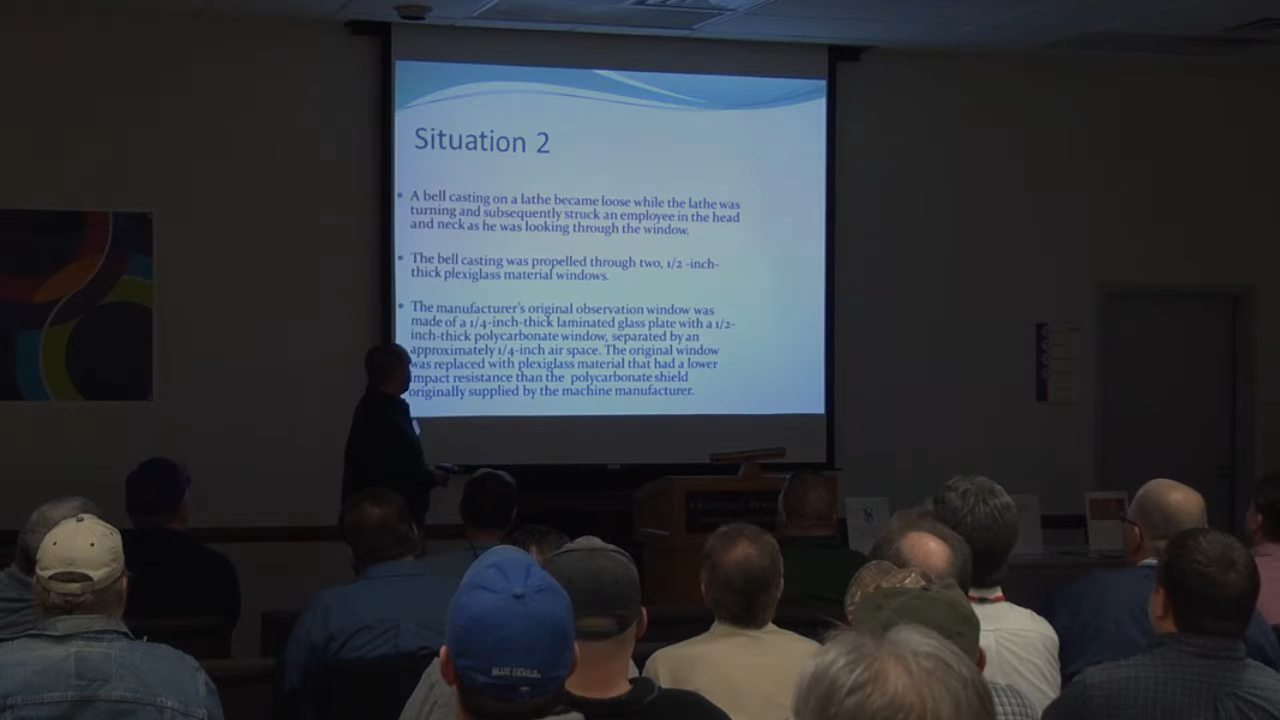 Situation 2
• A bell casting on a lathe became loose while the lathe was
turning and subsequently struck an employee in the head
and neck as he was looking through the window.
• The bell casting was propelled through two, 1/2 -inch-
thick plexiglass material windows.
• The manufacturer's original observation window was
made of a 1/4-inch-thick laminated glass plate with a 1/2-
inch-thick polycarbonate window, separated by an
approximately 1/4-inch air space. The original window
was replaced with plexiglass material that had a lower
impact resistance than the polycarbonate shield
originally supplied by the machine manufacturer.
BLUE DEVILS